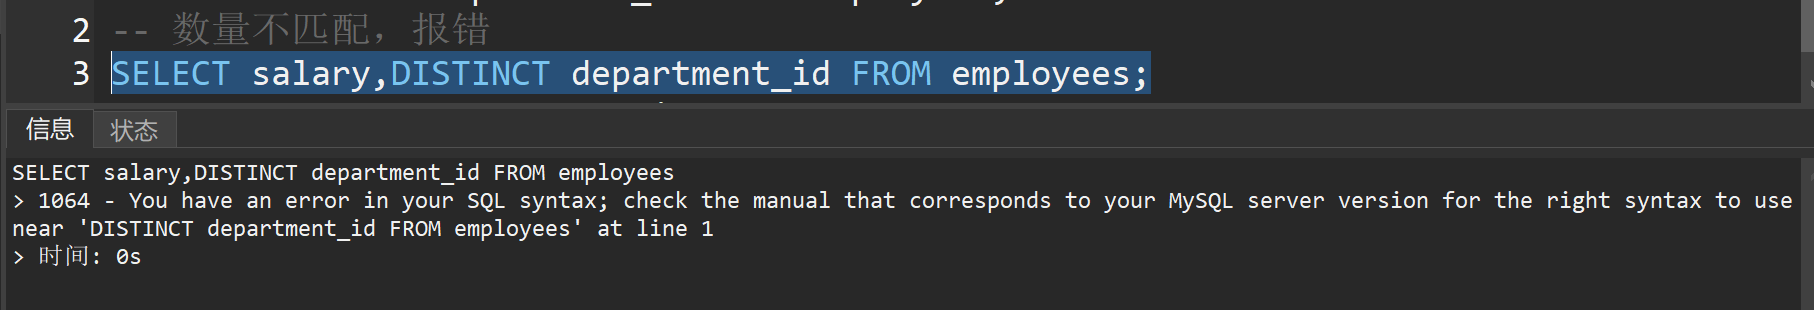 2 -- 数量不匹配，报错
3 SELECT salary,DISTINCT department_id FROM employees;
信息 状态
SELECT salary,DISTINCT department_id FROM employees
> 1064 - You have an error in your SQL syntax; check the manual that corresponds to your MySQL server version for the right syntax to use
near 'DISTINCT department_id FROM employees' at line 1
> 时间: 0s